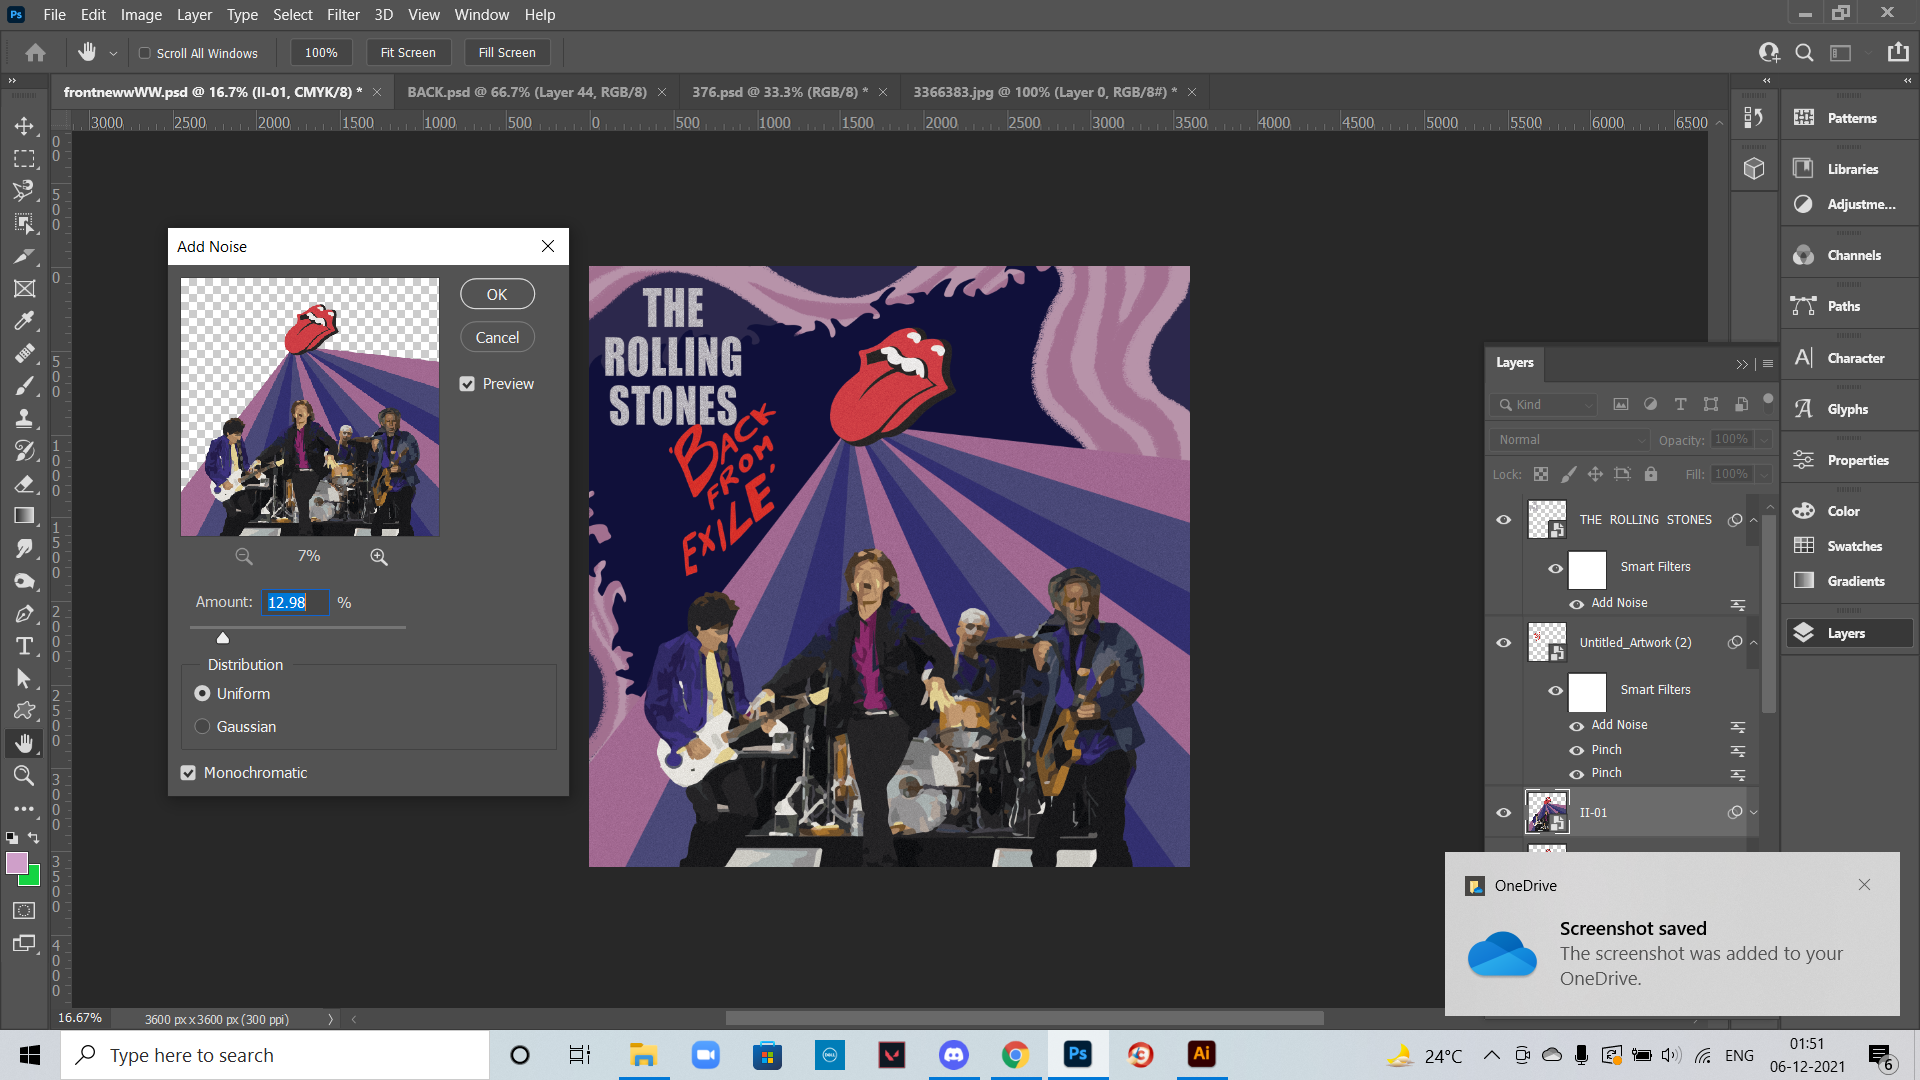 Ps File Edit Image Layer Type Select Filter 3D View Window Help
Scroll All Windows 100% Fit Screen Fill Screen
frontnewwWW.psd @ 16.7% (II-01, CMYK/8) *
BACK.psd @ 66.7% (Layer 44, RGB/8)
376.psd @ 33.3% (RGB/8) *
3366383.jpg @ 100% (Layer 0, RGB/8#) *
3000 2500 2000 1500 1000 500 0 500 1000 1500 2000 2500 3000 3500 4000 4500 5000 5500 6000 6500
Add Noise
OK
Cancel
Preview
7%
Amount: 12.98 %
Distribution
Uniform
Gaussian
Monochromatic
THE
ROLLING
STONES
'BACK
FROM
EXILE'
Patterns
Libraries
Adjustme...
Channels
Paths
Character
Glyphs
Properties
Color
Swatches
Gradients
Layers
Layers
Kind
Normal Opacity: 100%
Lock: Fill: 100%
THE ROLLING STONES
Smart Filters
Add Noise
Untitled_Artwork (2)
Smart Filters
Add Noise
Pinch
Pinch
II-01
OneDrive
Screenshot saved
The screenshot was added to your
OneDrive.
16.67% 3600 px x 3600 px (300 ppi)
Type here to search
DELL
Ps
Ai
24°C
ENG
01:51
06-12-2021
6